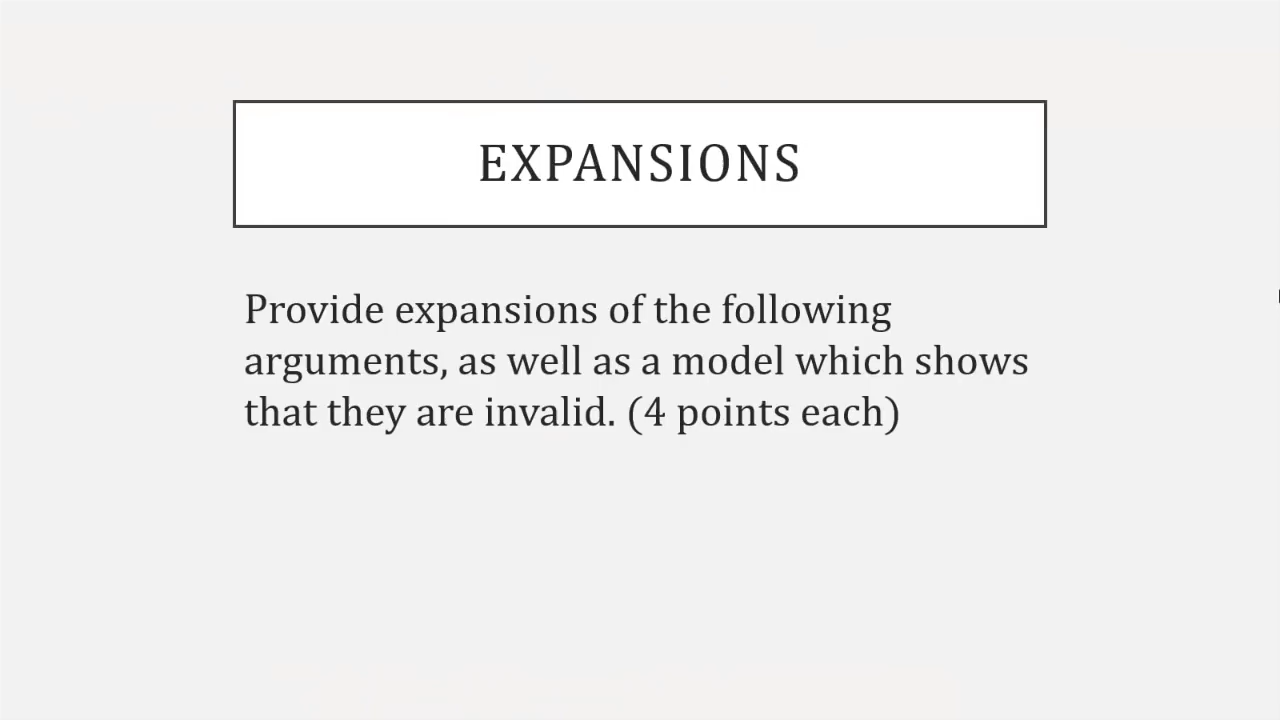 EXPANSIONS
Provide expansions of the following
arguments, as well as a model which shows
that they are invalid. (4 points each)